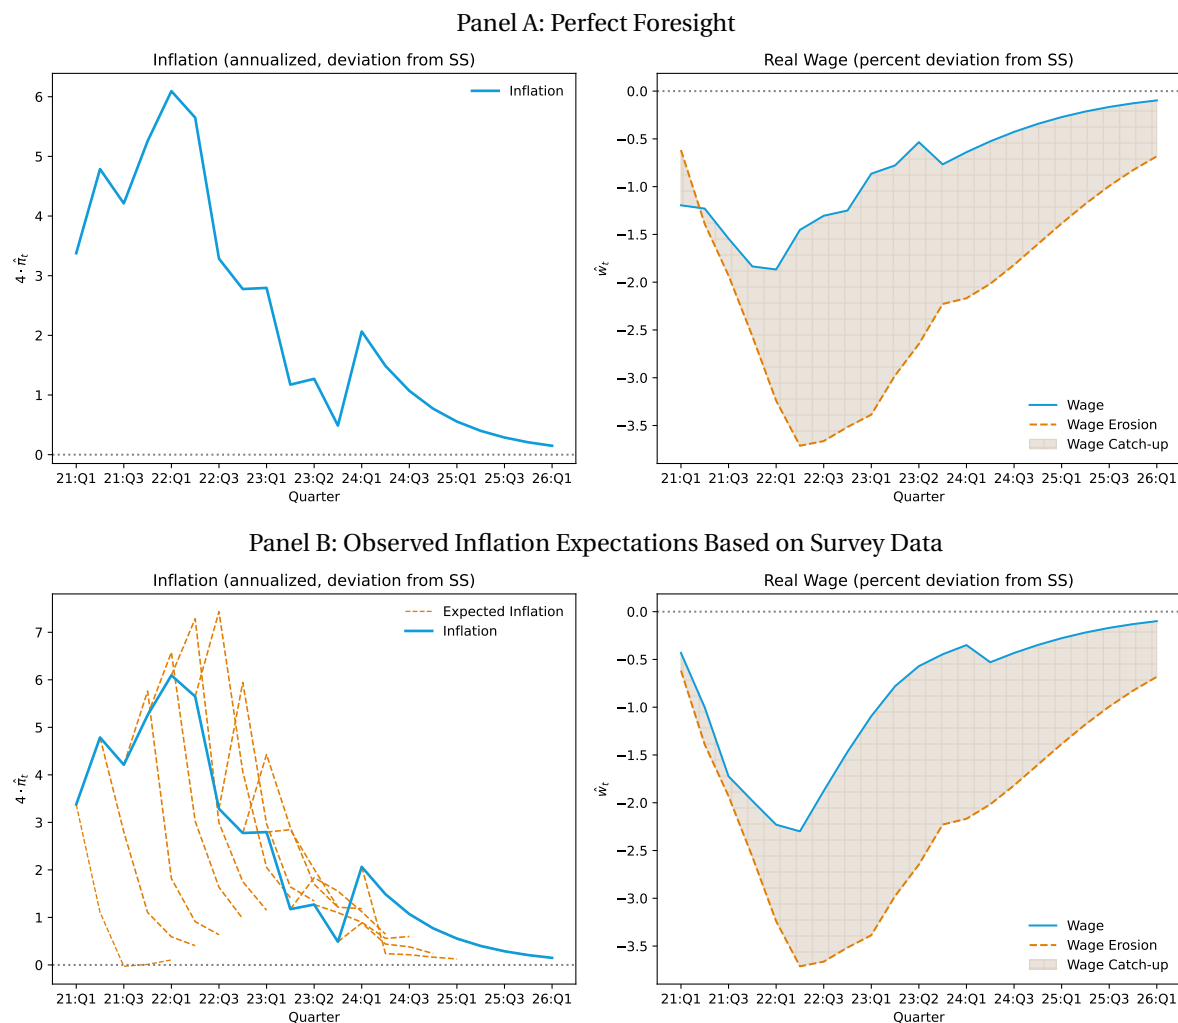 Panel A: Perfect Foresight
Inflation (annualized, deviation from SS)
Inflation
6
5
4
3
2
1
0
4 · π̂ₜ
21:Q1 21:Q3 22:Q1 22:Q3 23:Q1 23:Q2 24:Q1 24:Q3 25:Q1 25:Q3 26:Q1
Quarter
Real Wage (percent deviation from SS)
0.0
−0.5
−1.0
−1.5
−2.0
−2.5
−3.0
−3.5
ŵₜ
Wage
Wage Erosion
Wage Catch-up
21:Q1 21:Q3 22:Q1 22:Q3 23:Q1 23:Q2 24:Q1 24:Q3 25:Q1 25:Q3 26:Q1
Quarter
Panel B: Observed Inflation Expectations Based on Survey Data
Inflation (annualized, deviation from SS)
Expected Inflation
Inflation
7
6
5
4
3
2
1
0
4 · π̂ₜ
21:Q1 21:Q3 22:Q1 22:Q3 23:Q1 23:Q2 24:Q1 24:Q3 25:Q1 25:Q3 26:Q1
Quarter
Real Wage (percent deviation from SS)
0.0
−0.5
−1.0
−1.5
−2.0
−2.5
−3.0
−3.5
ŵₜ
Wage
Wage Erosion
Wage Catch-up
21:Q1 21:Q3 22:Q1 22:Q3 23:Q1 23:Q2 24:Q1 24:Q3 25:Q1 25:Q3 26:Q1
Quarter